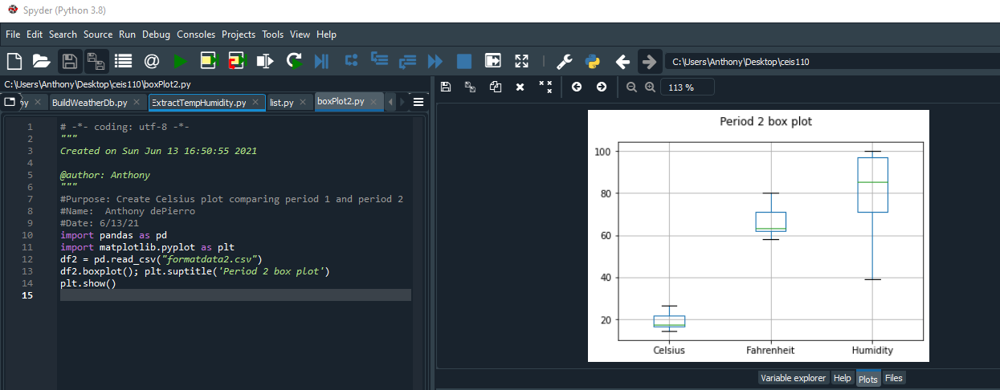 Spyder (Python 3.8)
File Edit Search Source Run Debug Consoles Projects Tools View Help
C:\Users\Anthony\Desktop\ceis110
C:\Users\Anthony\Desktop\ceis110\boxPlot2.py
113 %
BuildWeatherDb.py ExtractTempHumidity.py list.py boxPlot2.py
1 # -*- coding: utf-8 -*-
2 """
3 Created on Sun Jun 13 16:50:55 2021
4
5 @author: Anthony
6 """
7 #Purpose: Create Celsius plot comparing period 1 and period 2
8 #Name:  Anthony dePierro
9 #Date: 6/13/21
10 import pandas as pd
11 import matplotlib.pyplot as plt
12 df2 = pd.read_csv("formatdata2.csv")
13 df2.boxplot(); plt.suptitle('Period 2 box plot')
14 plt.show()
15
Period 2 box plot
100
80
60
40
20
Celsius Fahrenheit Humidity
Variable explorer Help Plots Files